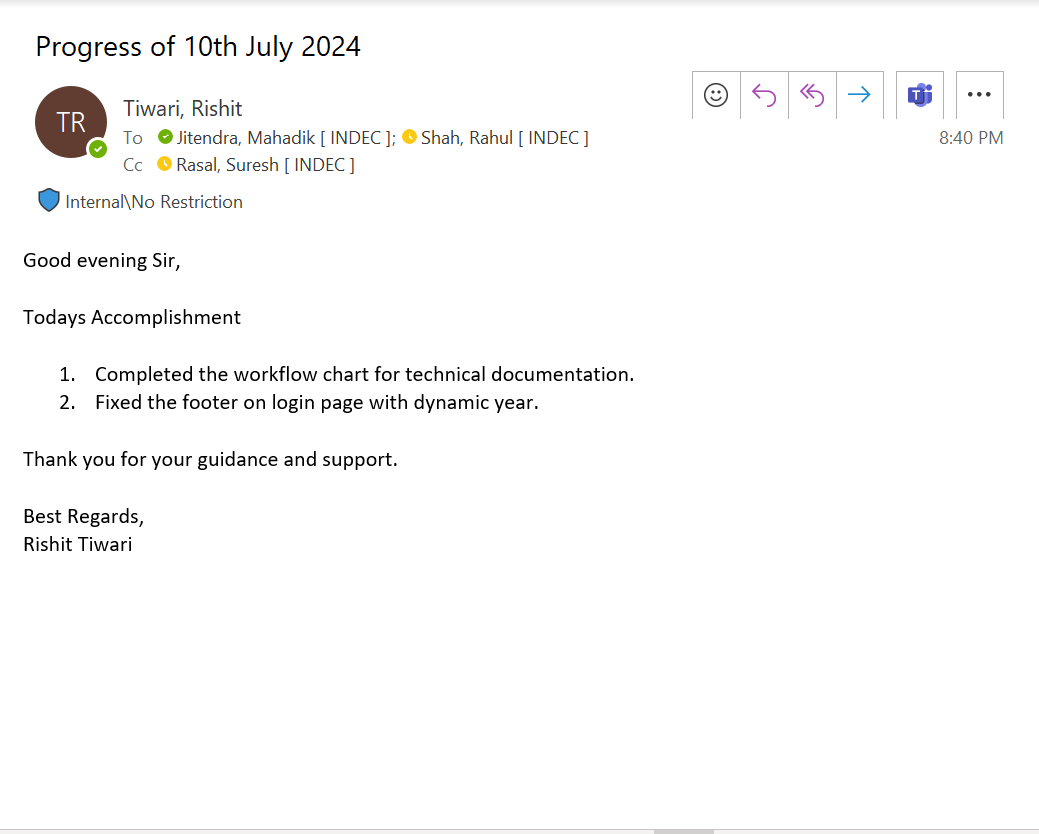 Progress of 10th July 2024
TR
Tiwari, Rishit
To Jitendra, Mahadik [ INDEC ]; Shah, Rahul [ INDEC ]
8:40 PM
Cc Rasal, Suresh [ INDEC ]
Internal\No Restriction
Good evening Sir,
Todays Accomplishment
1. Completed the workflow chart for technical documentation.
2. Fixed the footer on login page with dynamic year.
Thank you for your guidance and support.
Best Regards,
Rishit Tiwari